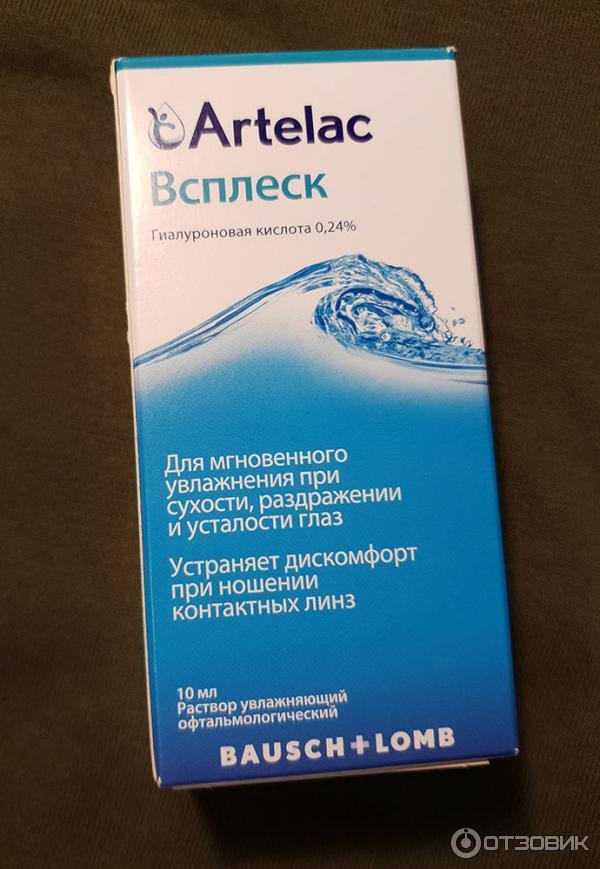 Artelac
Всплеск
Гиалуроновая кислота 0,24%
Для мгновенного
увлажнения при
сухости, раздражении
и усталости глаз
Устраняет дискомфорт
при ношении
контактных линз
10 мл
Раствор увлажняющий
офтальмологический
BAUSCH+LOMB
ОТЗОВИК